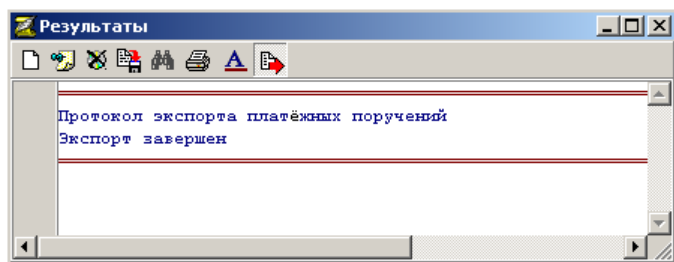 Результаты
Протокол экспорта платёжных поручений
Экспорт завершен